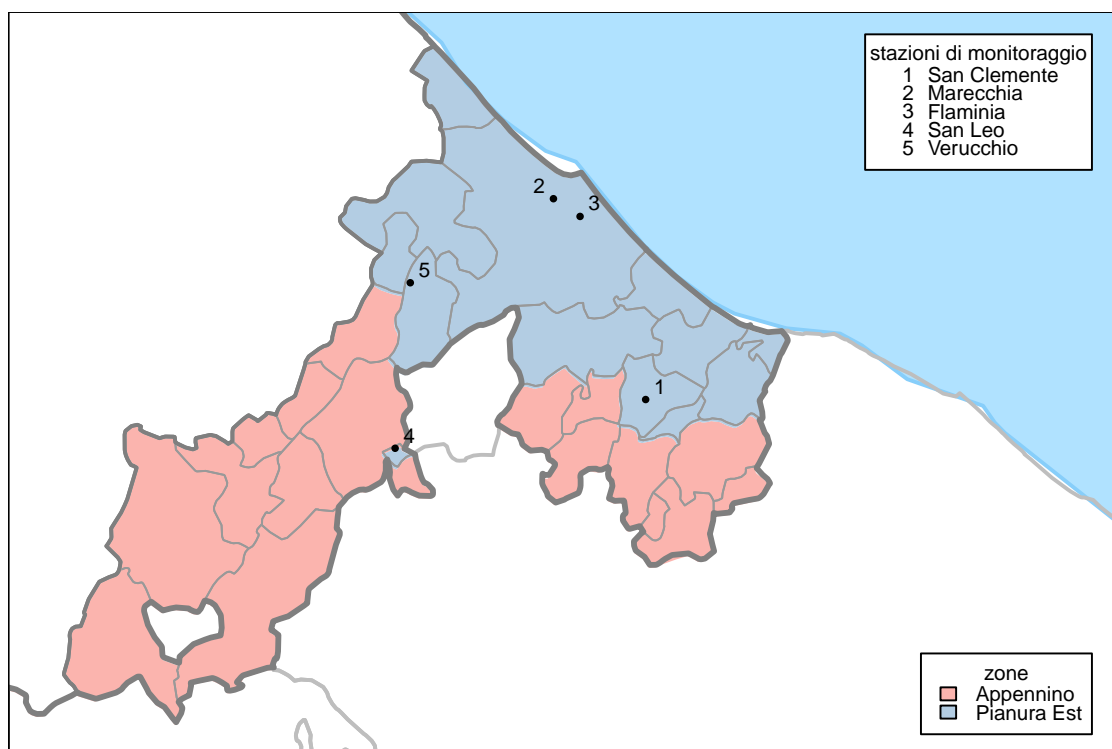 stazioni di monitoraggio
1 San Clemente
2 Marecchia
3 Flaminia
4 San Leo
5 Verucchio
2
3
5
1
4
zone
Appennino
Pianura Est